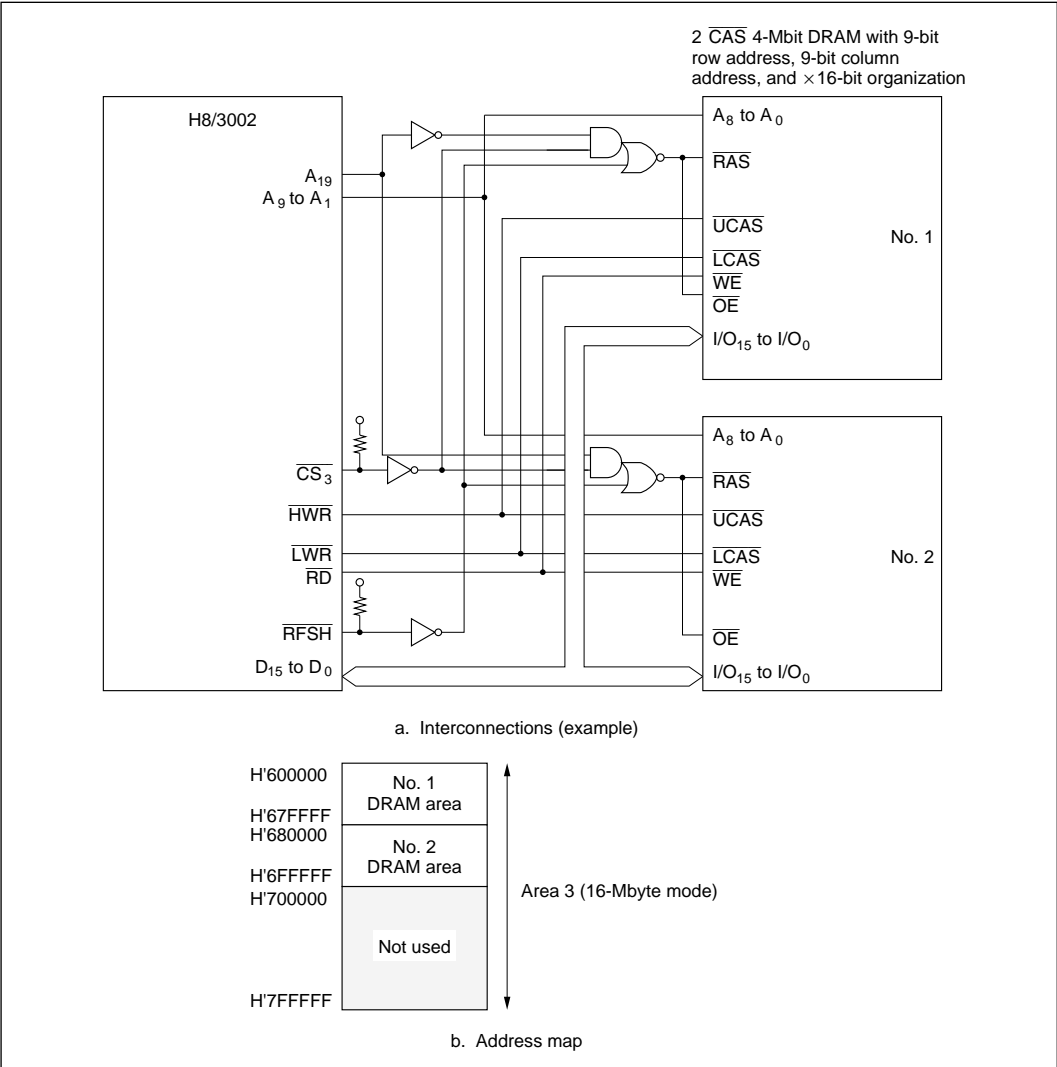 2 CAS 4-Mbit DRAM with 9-bit
row address, 9-bit column
address, and ×16-bit organization
H8/3002
A19
A9 to A1
CS3
HWR
LWR
RD
RFSH
D15 to D0
A8 to A0
RAS
UCAS
LCAS
WE
OE
I/O15 to I/O0
No. 1
A8 to A0
RAS
UCAS
LCAS
WE
OE
I/O15 to I/O0
No. 2
a. Interconnections (example)
H'600000
H'67FFFF
H'680000
H'6FFFFF
H'700000
H'7FFFFF
No. 1
DRAM area
No. 2
DRAM area
Not used
Area 3 (16-Mbyte mode)
b. Address map